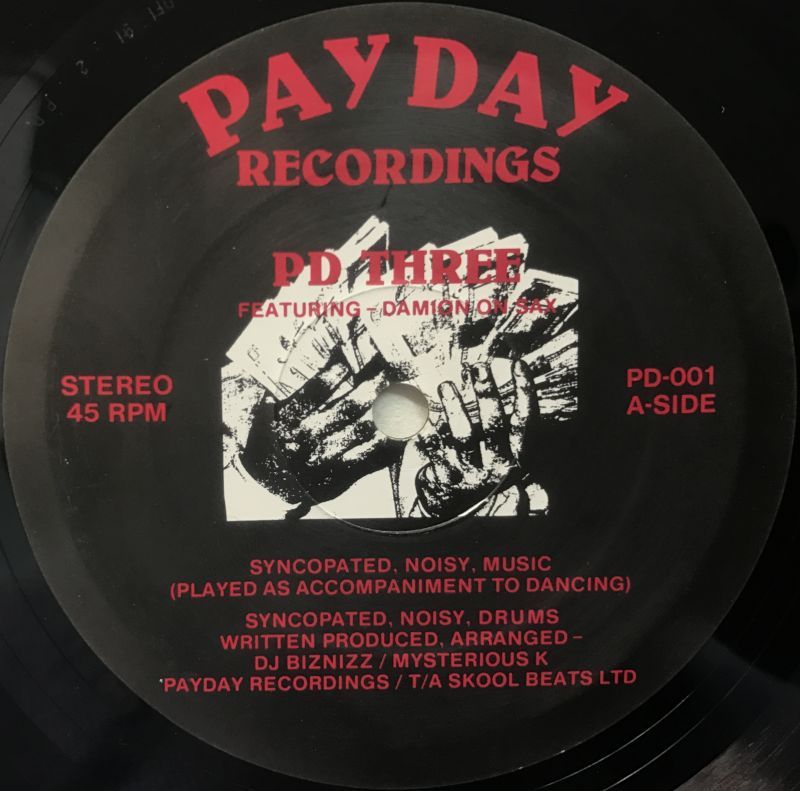 PAYDAY
RECORDINGS
PD THREE
FEATURING – DAMION ON SAX
STEREO
45 RPM
PD-001
A-SIDE
SYNCOPATED, NOISY, MUSIC
(PLAYED AS ACCOMPANIMENT TO DANCING)
SYNCOPATED, NOISY, DRUMS
WRITTEN PRODUCED, ARRANGED –
DJ BIZNIZZ / MYSTERIOUS K
PAYDAY RECORDINGS / T/A SKOOL BEATS LTD